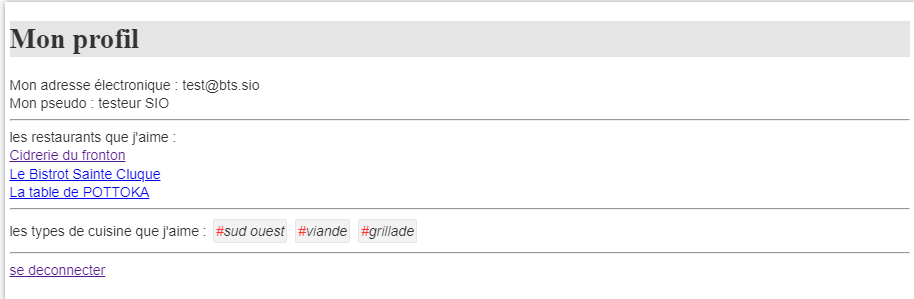 Mon profil
Mon adresse électronique : test@bts.sio
Mon pseudo : testeur SIO
les restaurants que j'aime :
Cidrerie du fronton
Le Bistrot Sainte Cluque
La table de POTTOKA
les types de cuisine que j'aime : #sud ouest #viande #grillade
se deconnecter